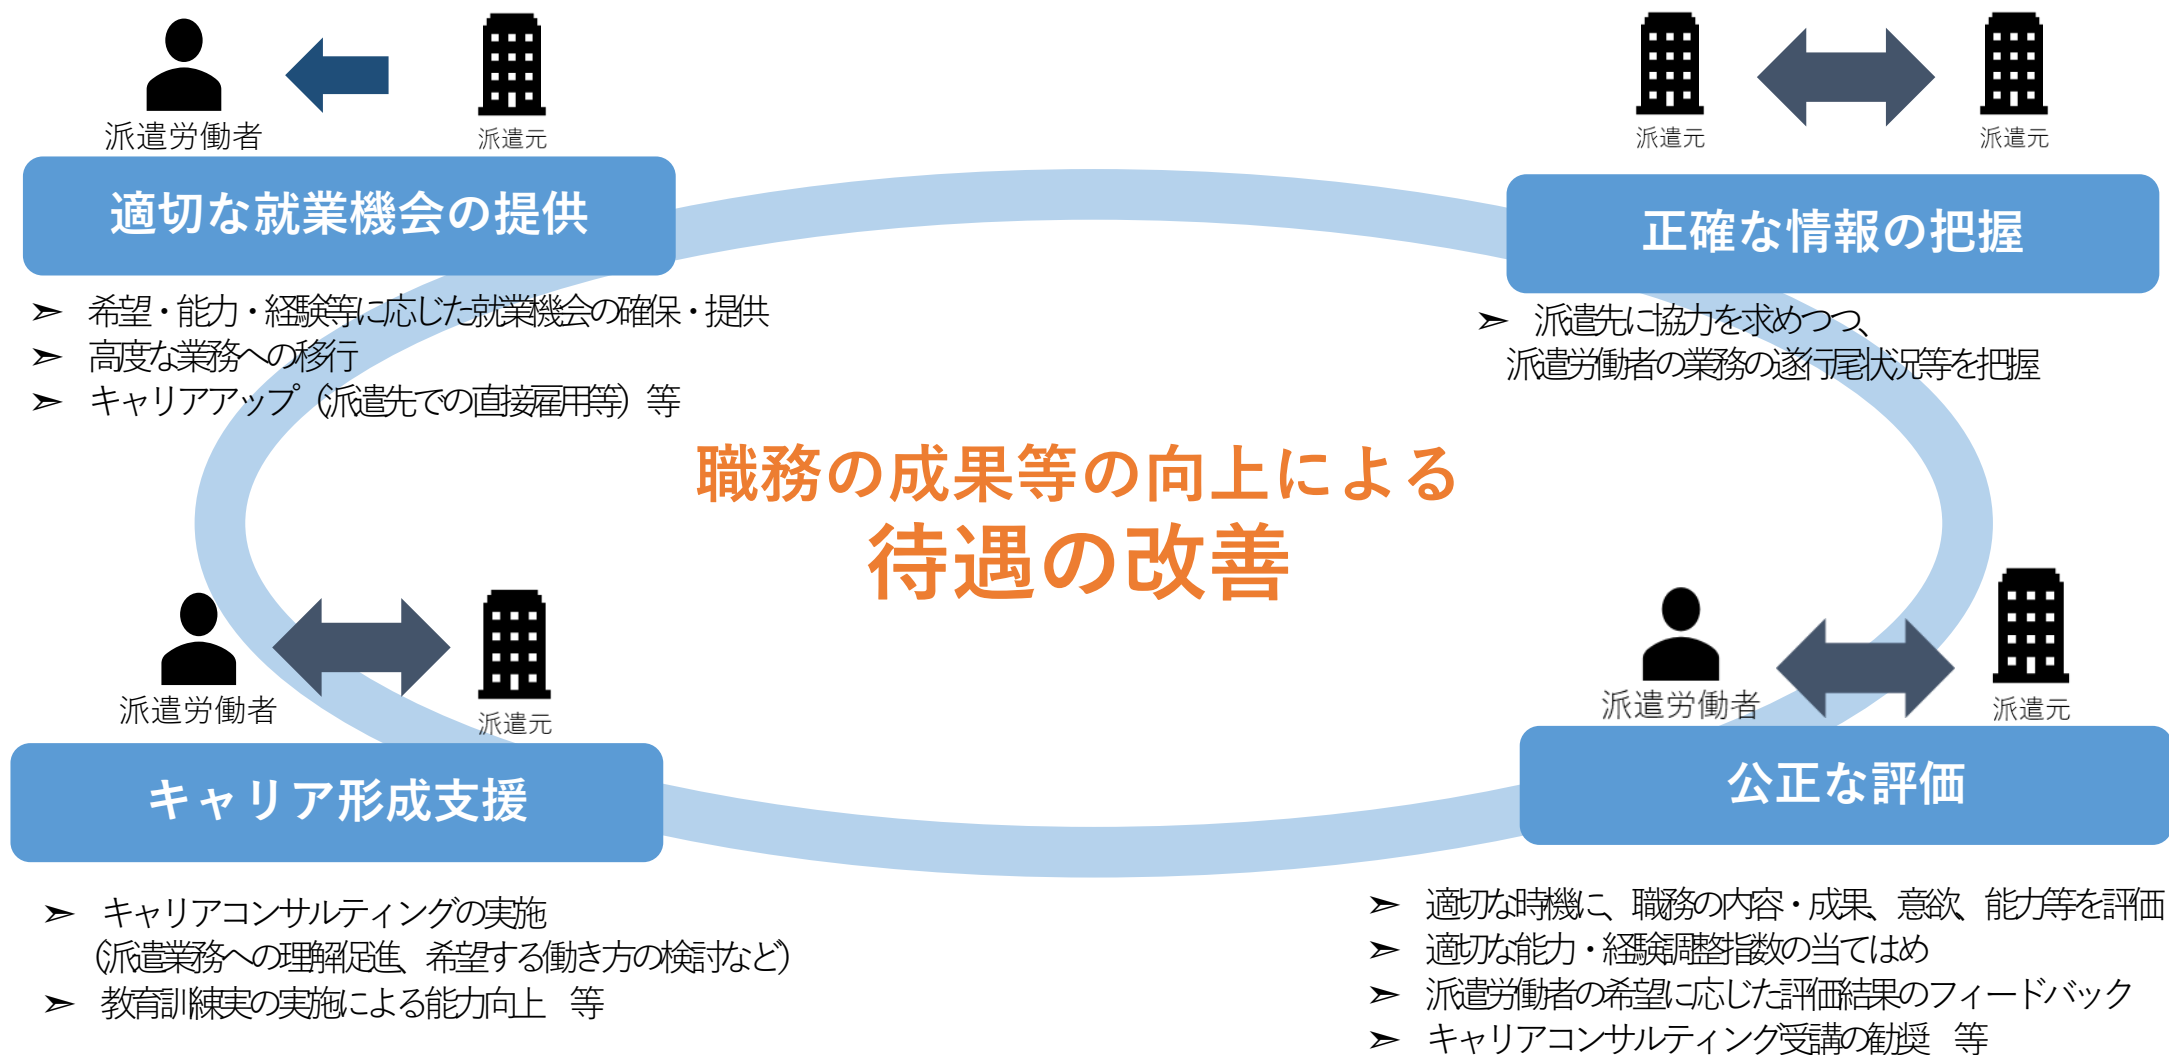 派遣労働者
派遣元
適切な就業機会の提供
➢ 希望・能力・経験等に応じた就業機会の確保・提供
➢ 高度な業務への移行
➢ キャリアアップ（派遣先での直接雇用等）等
派遣元
派遣元
正確な情報の把握
➢ 派遣先に協力を求めつつ、
派遣労働者の業務の遂行尾状況等を把握
職務の成果等の向上による
待遇の改善
派遣労働者
派遣元
キャリア形成支援
➢ キャリアコンサルティングの実施
（派遣業務への理解促進、希望する働き方の検討など）
➢ 教育訓練実の実施による能力向上　等
派遣労働者
派遣元
公正な評価
➢ 適切な時機に、職務の内容・成果、意欲、能力等を評価
➢ 適切な能力・経験調整指数の当てはめ
➢ 派遣労働者の希望に応じた評価結果のフィードバック
➢ キャリアコンサルティング受講の勧奨　等